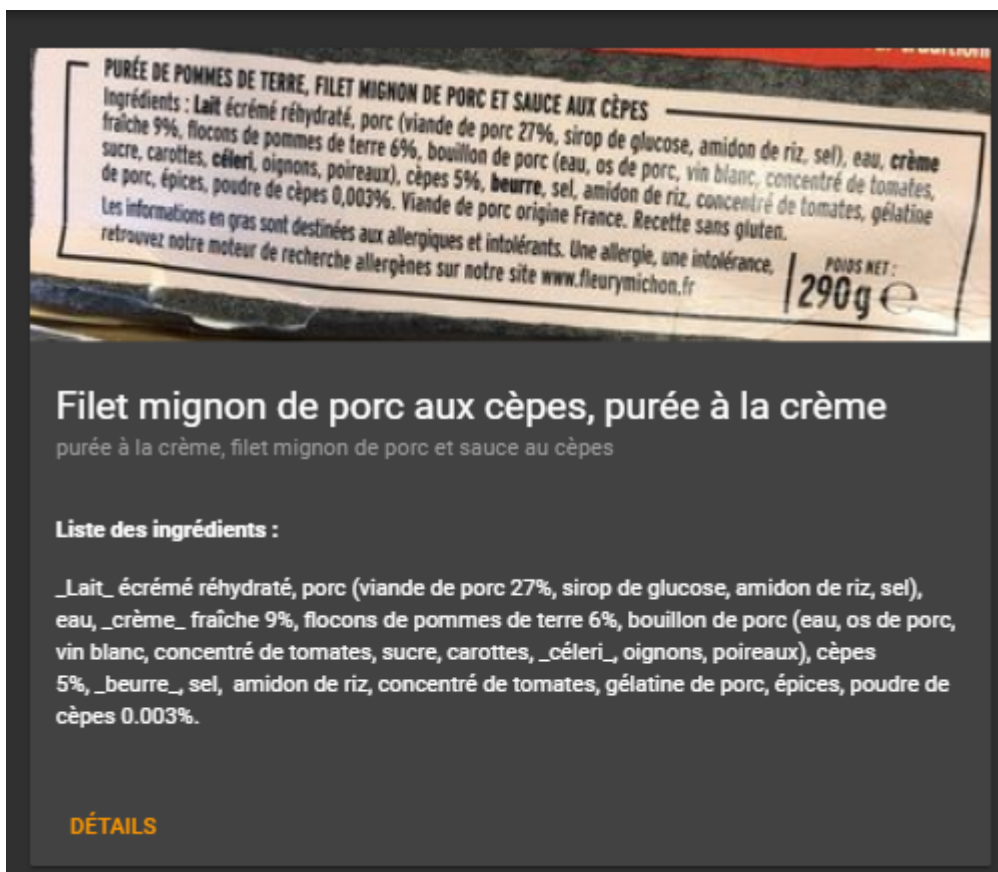 PURÉE DE POMMES DE TERRE, FILET MIGNON DE PORC ET SAUCE AUX CÈPES
Ingrédients : Lait écrémé réhydraté, porc (viande de porc 27%, sirop de glucose, amidon de riz, sel), eau, crème
fraîche 9%, flocons de pommes de terre 6%, bouillon de porc (eau, os de porc, vin blanc, concentré de tomates,
sucre, carottes, céleri, oignons, poireaux), cèpes 5%, beurre, sel, amidon de riz, concentré de tomates, gélatine
de porc, épices, poudre de cèpes 0,003%. Viande de porc origine France. Recette sans gluten.
Les informations en gras sont destinées aux allergiques et intolérants. Une allergie, une intolérance,
retrouvez notre moteur de recherche allergènes sur notre site www.fleurymichon.fr
POIDS NET :
290g e
Filet mignon de porc aux cèpes, purée à la crème
purée à la crème, filet mignon de porc et sauce au cèpes
Liste des ingrédients :
_Lait_ écrémé réhydraté, porc (viande de porc 27%, sirop de glucose, amidon de riz, sel),
eau, _crème_ fraîche 9%, flocons de pommes de terre 6%, bouillon de porc (eau, os de porc,
vin blanc, concentré de tomates, sucre, carottes, _céleri_, oignons, poireaux), cèpes
5%, _beurre_, sel, amidon de riz, concentré de tomates, gélatine de porc, épices, poudre de
cèpes 0.003%.
DÉTAILS